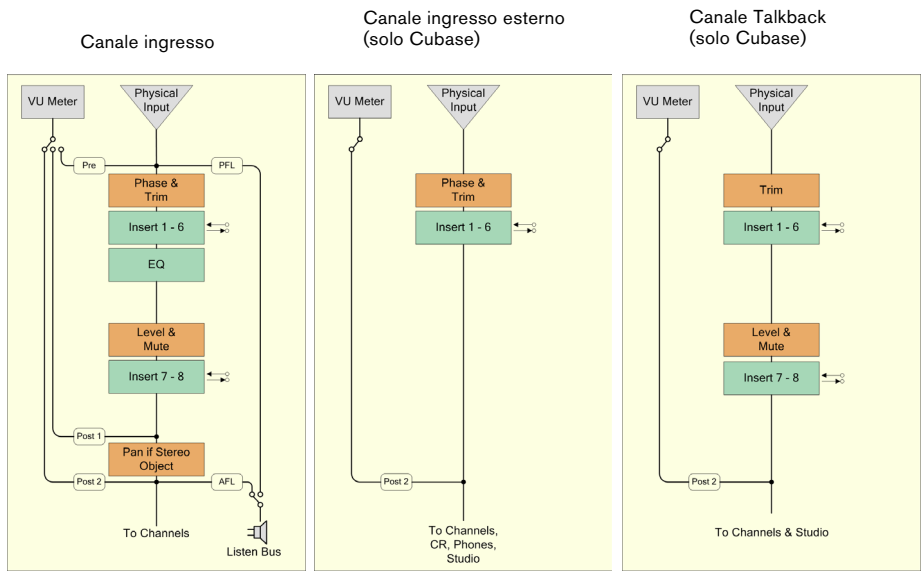 Canale ingresso
Canale ingresso esterno
(solo Cubase)
Canale Talkback
(solo Cubase)
VU Meter
Physical
Input
Pre
PFL
Phase &
Trim
Insert 1 - 6
EQ
Level &
Mute
Insert 7 - 8
Post 1
Pan if Stereo
Object
Post 2
AFL
To Channels
Listen Bus
VU Meter
Physical
Input
Phase &
Trim
Insert 1 - 6
Post 2
To Channels,
CR, Phones,
Studio
VU Meter
Physical
Input
Trim
Insert 1 - 6
Level &
Mute
Insert 7 - 8
Post 2
To Channels & Studio